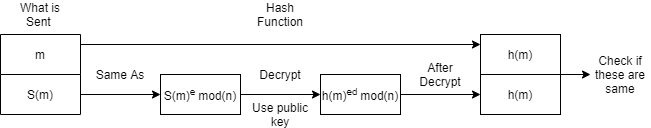 What is
Sent
Hash
Function
m
h(m)
Same As
Decrypt
After
Decrypt
Check if
these are
same
S(m)
S(m)ᵉ mod(n)
h(m)ᵉᵈ mod(n)
h(m)
Use public
key